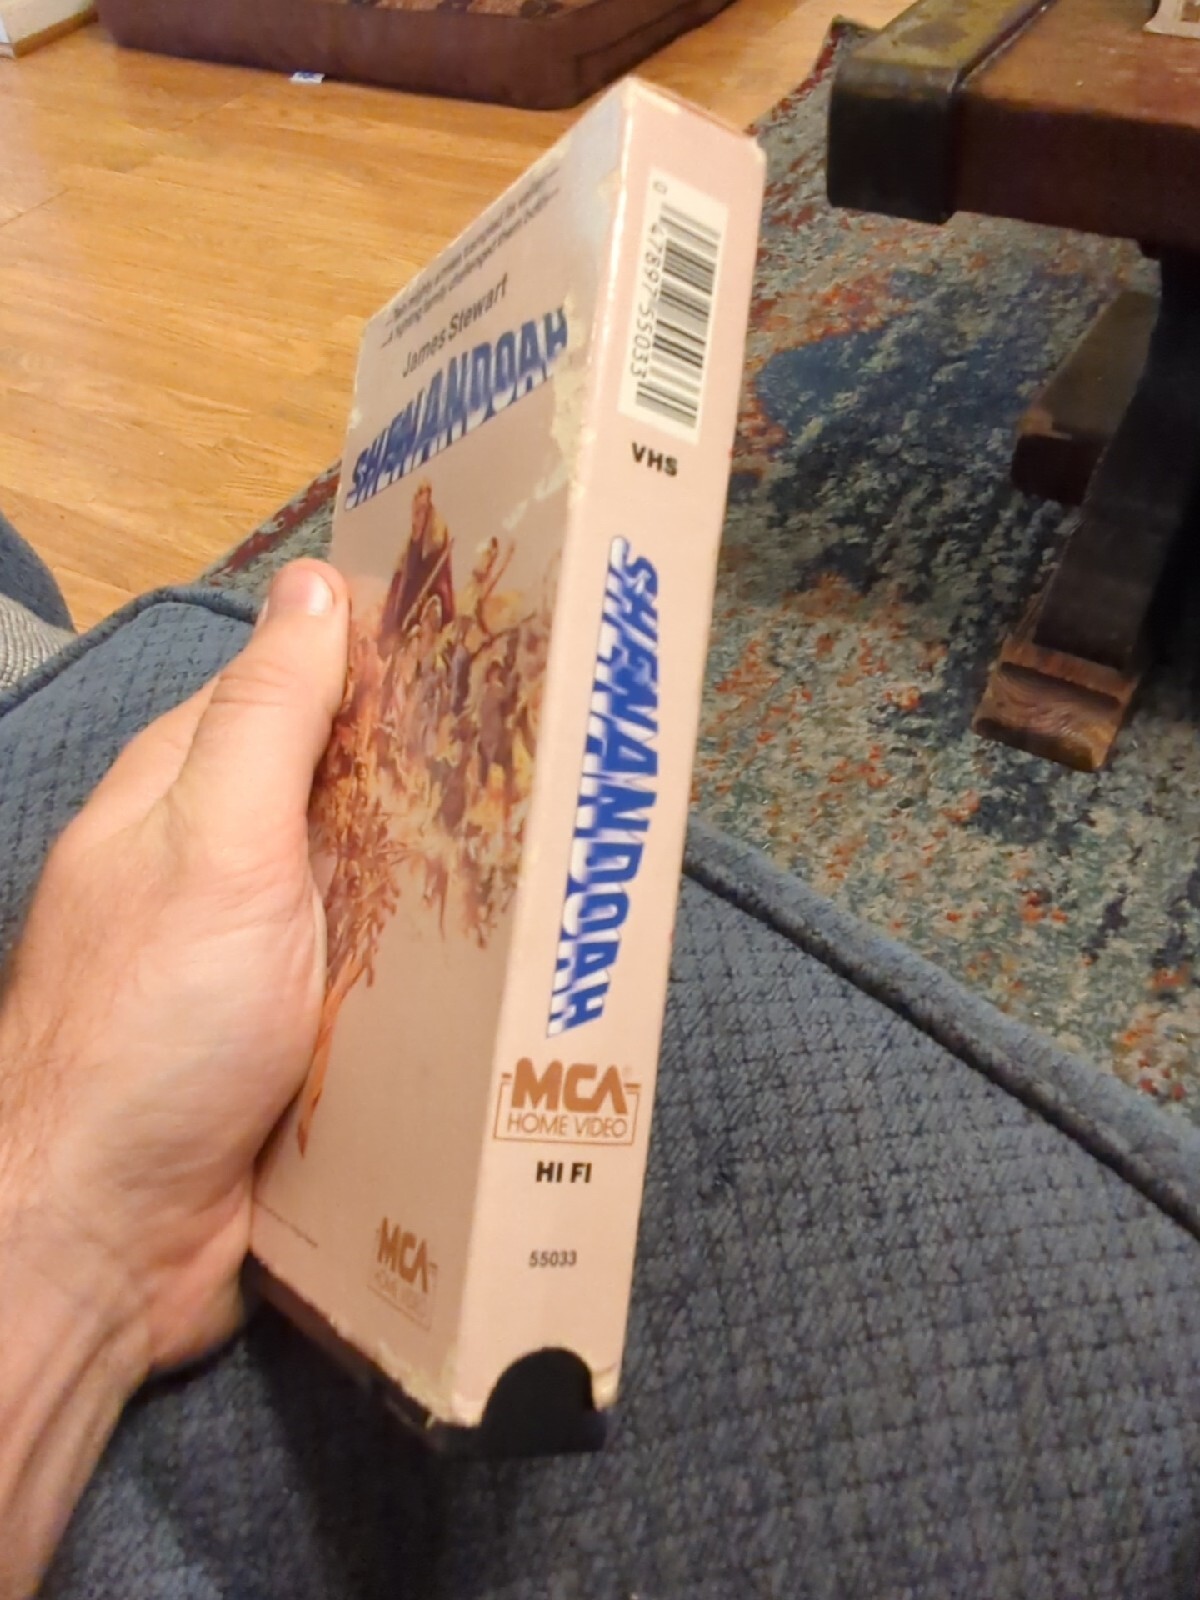 James Stewart
SHENANDOAH
MCA
HOME VIDEO
0 47897 55033
VHS
SHENANDOAH
MCA
HOME VIDEO
HI FI
55033